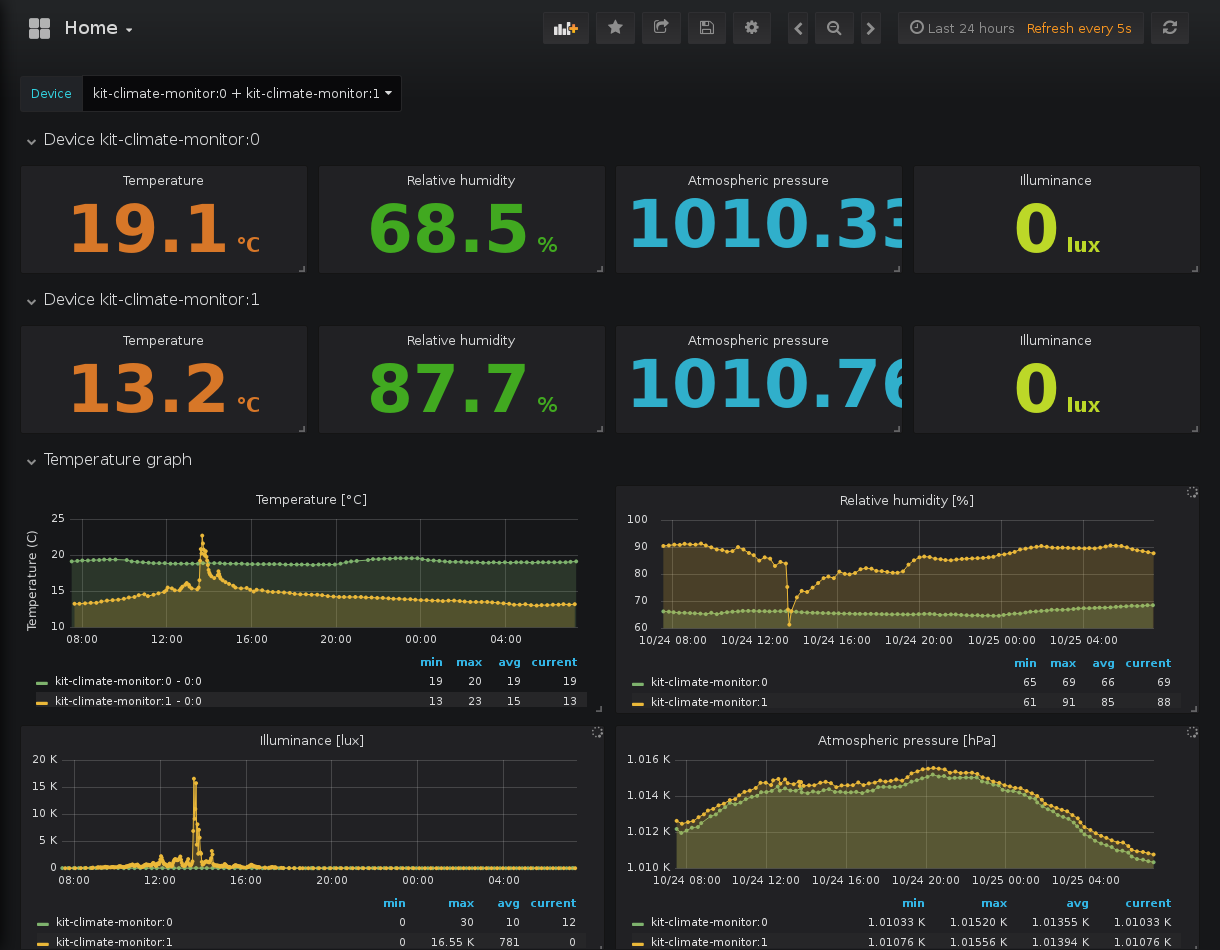 Home
Last 24 hours Refresh every 5s
Device kit-climate-monitor:0 + kit-climate-monitor:1
Device kit-climate-monitor:0
Temperature Relative humidity Atmospheric pressure Illuminance
19.1 °C 68.5 % 1010.33 0 lux
Device kit-climate-monitor:1
Temperature Relative humidity Atmospheric pressure Illuminance
13.2 °C 87.7 % 1010.76 0 lux
Temperature graph
Temperature [°C]
Temperature (C)
25
20
15
10
08:00 12:00 16:00 20:00 00:00 04:00
min max avg current
kit-climate-monitor:0 - 0:0 19 20 19 19
kit-climate-monitor:1 - 0:0 13 23 15 13
Relative humidity [%]
100
90
80
70
60
10/24 08:00 10/24 12:00 10/24 16:00 10/24 20:00 10/25 00:00 10/25 04:00
min max avg current
kit-climate-monitor:0 65 69 66 69
kit-climate-monitor:1 61 91 85 88
Illuminance [lux]
20 K
15 K
10 K
5 K
0
08:00 12:00 16:00 20:00 00:00 04:00
min max avg current
kit-climate-monitor:0 0 30 10 12
kit-climate-monitor:1 0 16.55 K 781 0
Atmospheric pressure [hPa]
1.016 K
1.014 K
1.012 K
1.010 K
10/24 08:00 10/24 12:00 10/24 16:00 10/24 20:00 10/25 00:00 10/25 04:00
min max avg current
kit-climate-monitor:0 1.01033 K 1.01520 K 1.01355 K 1.01033 K
kit-climate-monitor:1 1.01076 K 1.01556 K 1.01394 K 1.01076 K